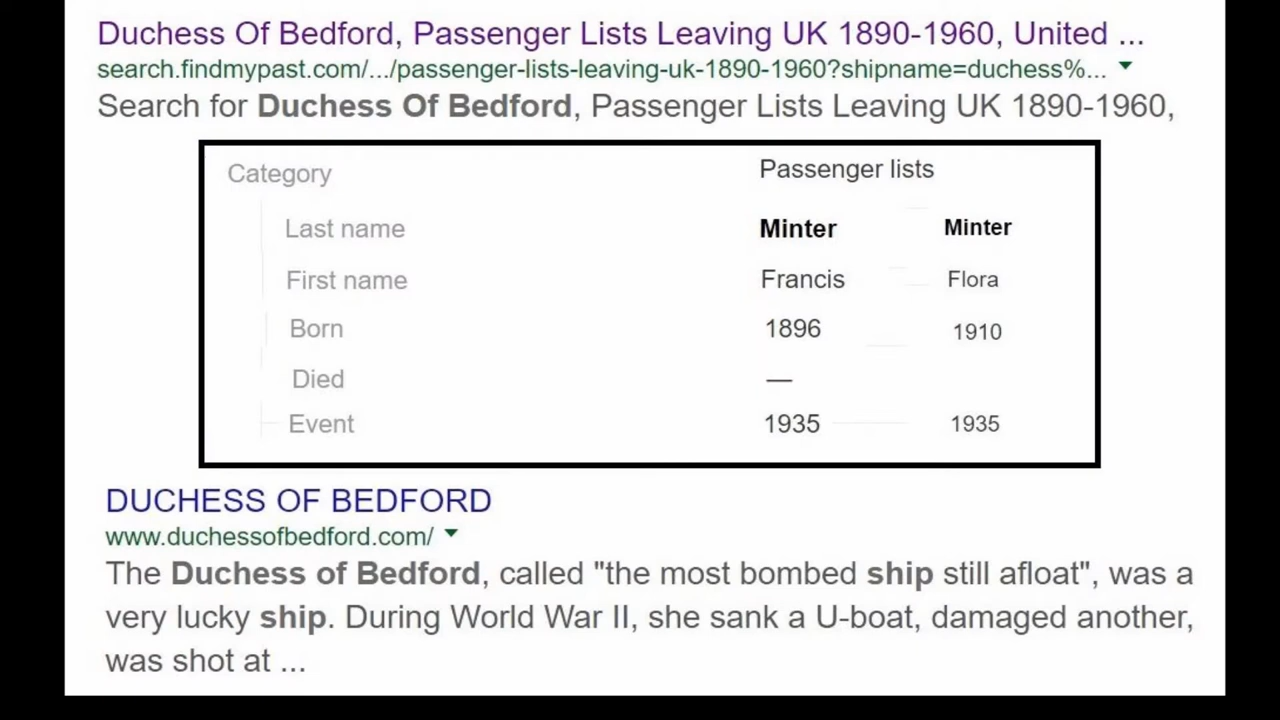 Duchess Of Bedford, Passenger Lists Leaving UK 1890-1960, United ...
search.findmypast.com/.../passenger-lists-leaving-uk-1890-1960?shipname=duchess%...
Search for Duchess Of Bedford, Passenger Lists Leaving UK 1890-1960,
Category Passenger lists
Last name Minter Minter
First name Francis Flora
Born 1896 1910
Died —
Event 1935 1935
DUCHESS OF BEDFORD
www.duchessofbedford.com/
The Duchess of Bedford, called "the most bombed ship still afloat", was a
very lucky ship. During World War II, she sank a U-boat, damaged another,
was shot at ...